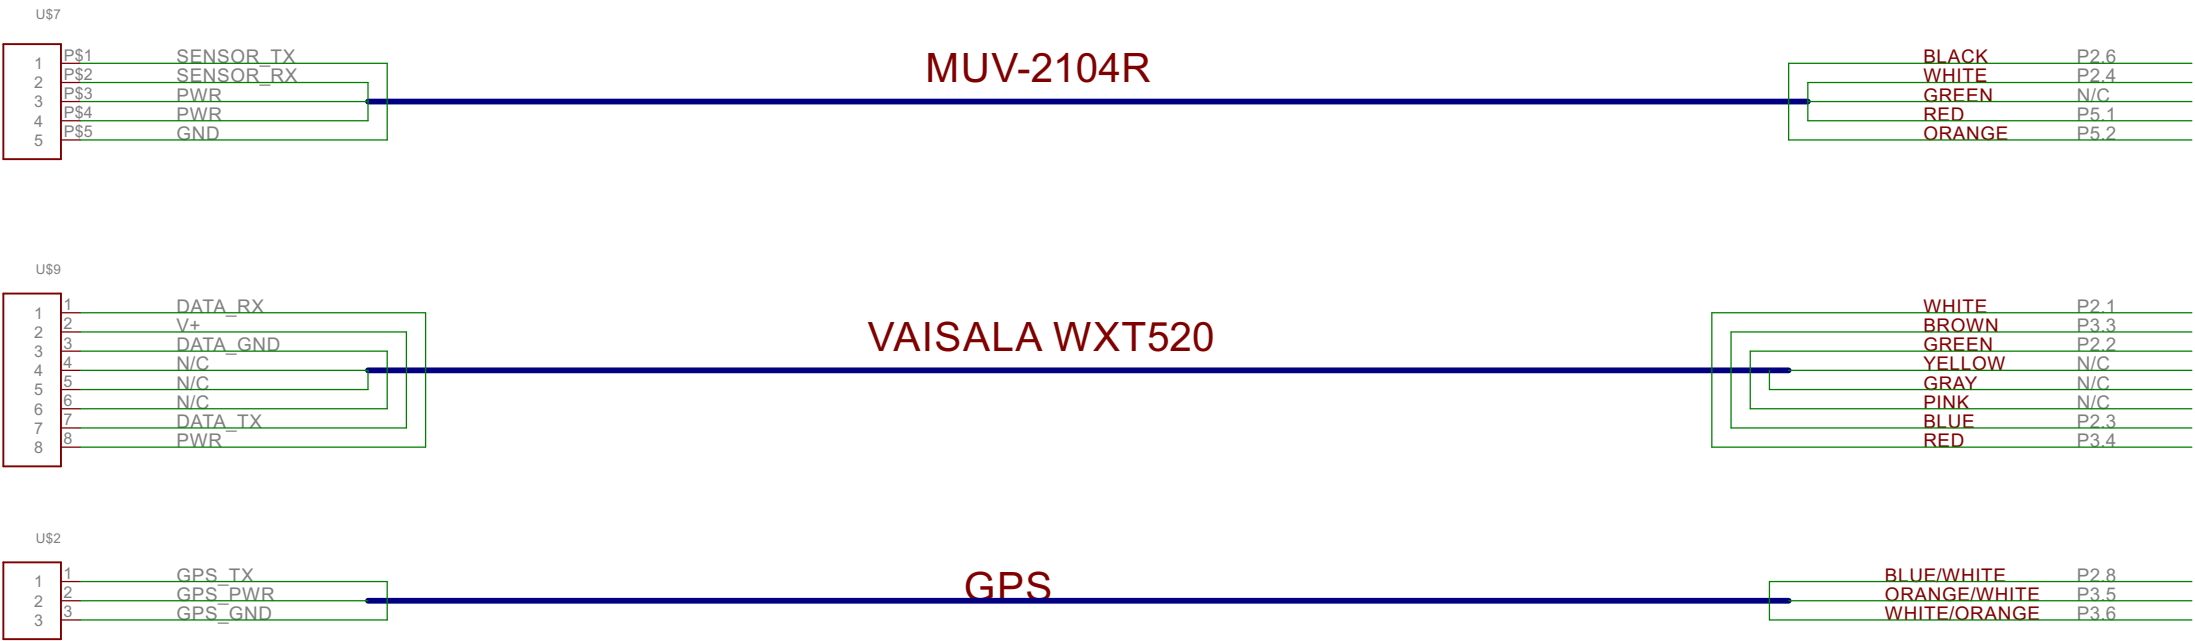 U$7
MUV-2104R
1 P$1 SENSOR_TX BLACK P2.6
2 P$2 SENSOR_RX WHITE P2.4
3 P$3 PWR GREEN N/C
4 P$4 PWR RED P5.1
5 P$5 GND ORANGE P5.2
U$9
VAISALA WXT520
1 1 DATA_RX WHITE P2.1
2 2 V+ BROWN P3.3
3 3 DATA_GND GREEN P2.2
4 4 N/C YELLOW N/C
5 5 N/C GRAY N/C
6 6 N/C PINK N/C
7 7 DATA_TX BLUE P2.3
8 8 PWR RED P3.4
U$2
GPS
1 1 GPS_TX BLUE/WHITE P2.8
2 2 GPS_PWR ORANGE/WHITE P3.5
3 3 GPS_GND WHITE/ORANGE P3.6